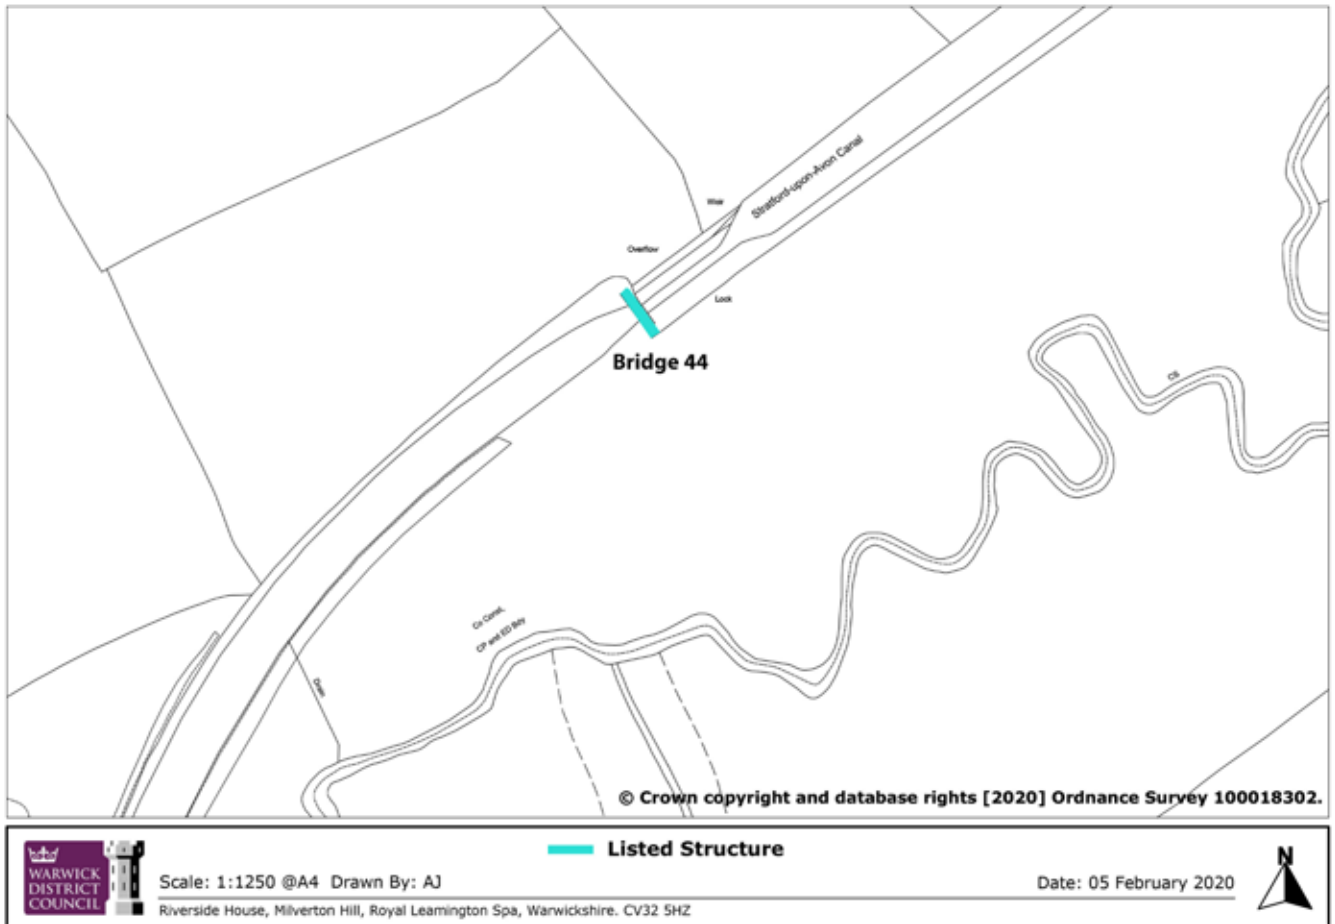 Stratford-upon-Avon Canal
Weir
Overflow
Lock
Bridge 44
CS
Co Const,
CP and ED Bdy
Drain
© Crown copyright and database rights [2020] Ordnance Survey 100018302.
WARWICK
DISTRICT
COUNCIL
Listed Structure
N
Scale: 1:1250 @A4 Drawn By: AJ
Date: 05 February 2020
Riverside House, Milverton Hill, Royal Leamington Spa, Warwickshire. CV32 5HZ